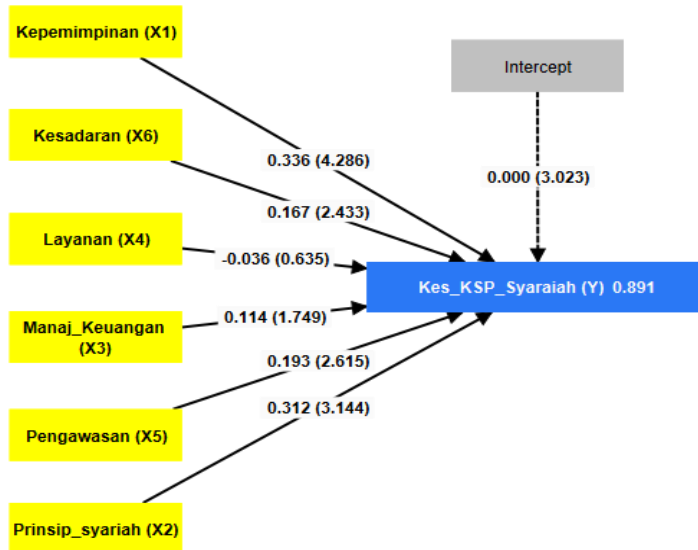 Kepemimpinan (X1)
Intercept
Kesadaran (X6)
0.336 (4.286)
0.000 (3.023)
0.167 (2.433)
Layanan (X4)
-0.036 (0.635)
Kes_KSP_Syaraiah (Y) 0.891
Manaj_Keuangan
(X3)
0.114 (1.749)
0.193 (2.615)
0.312 (3.144)
Pengawasan (X5)
Prinsip_syariah (X2)